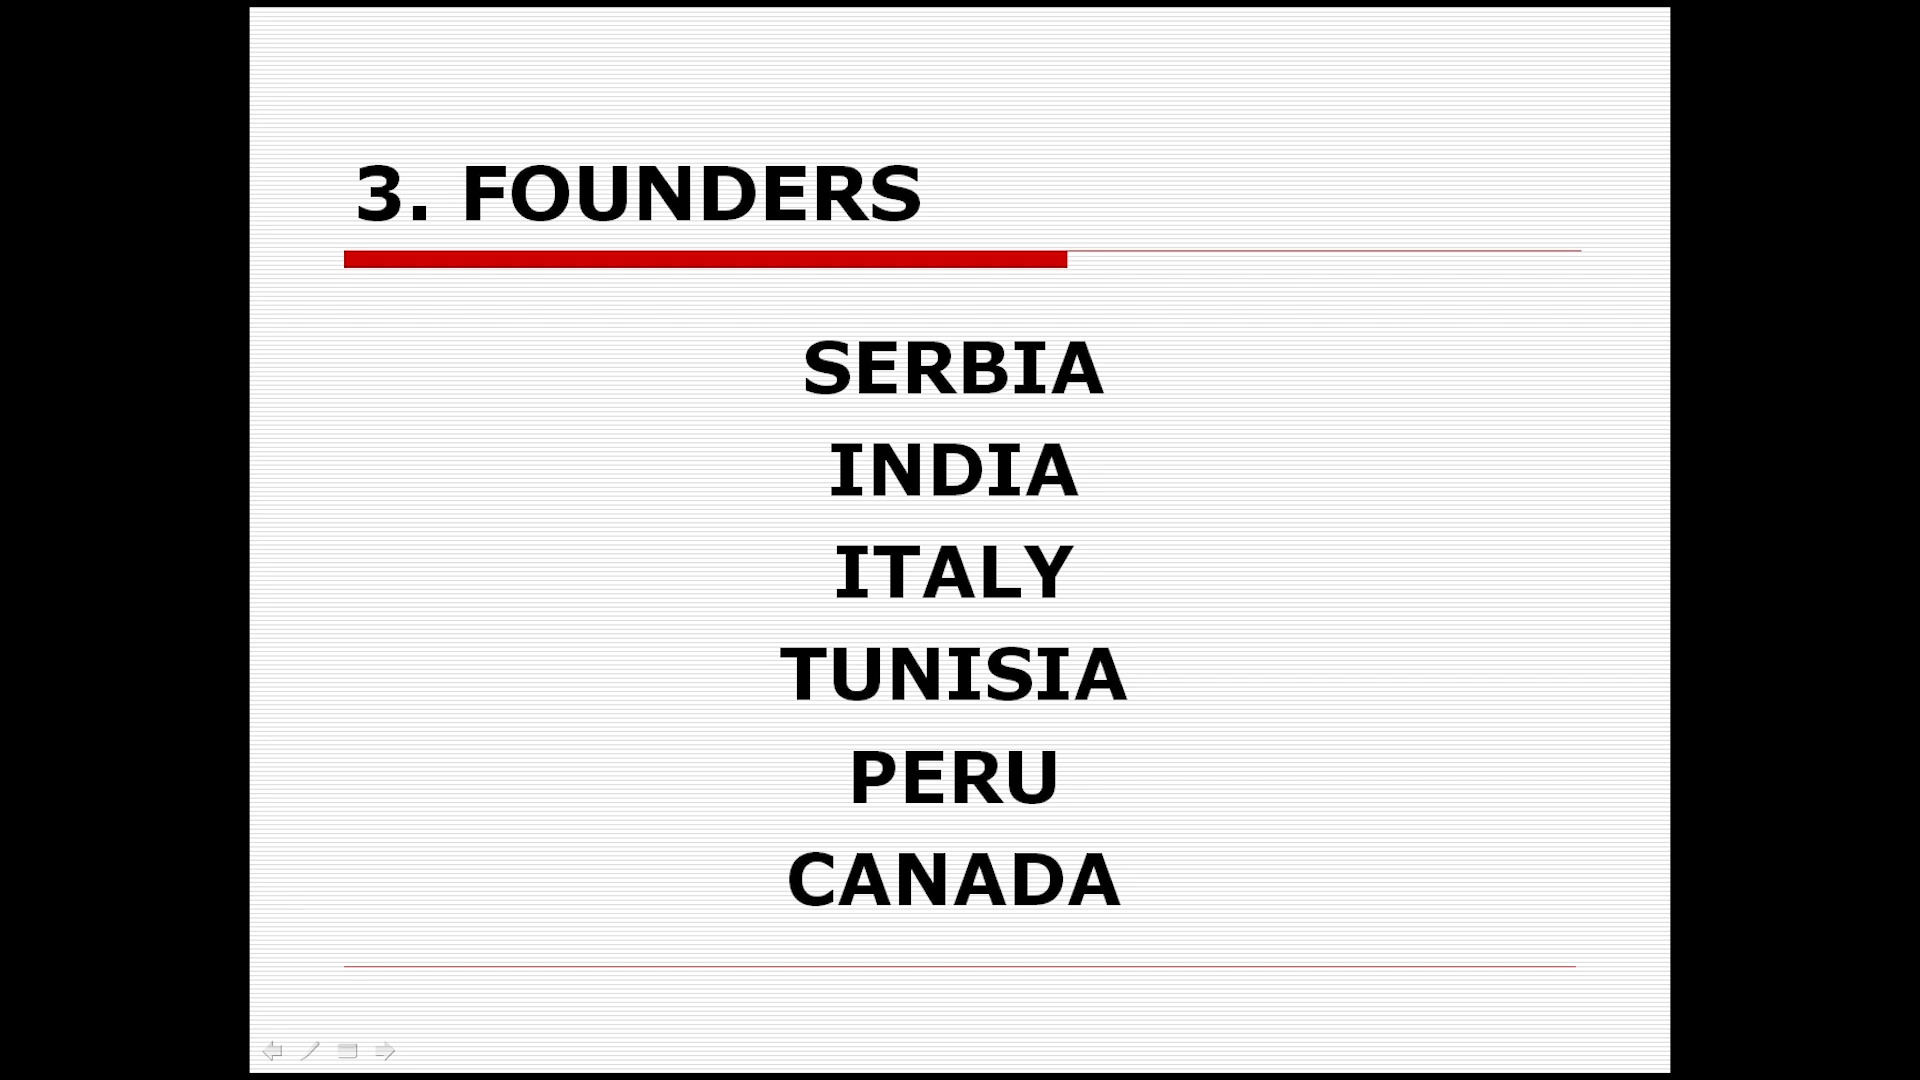 3. FOUNDERS
SERBIA
INDIA
ITALY
TUNISIA
PERU
CANADA